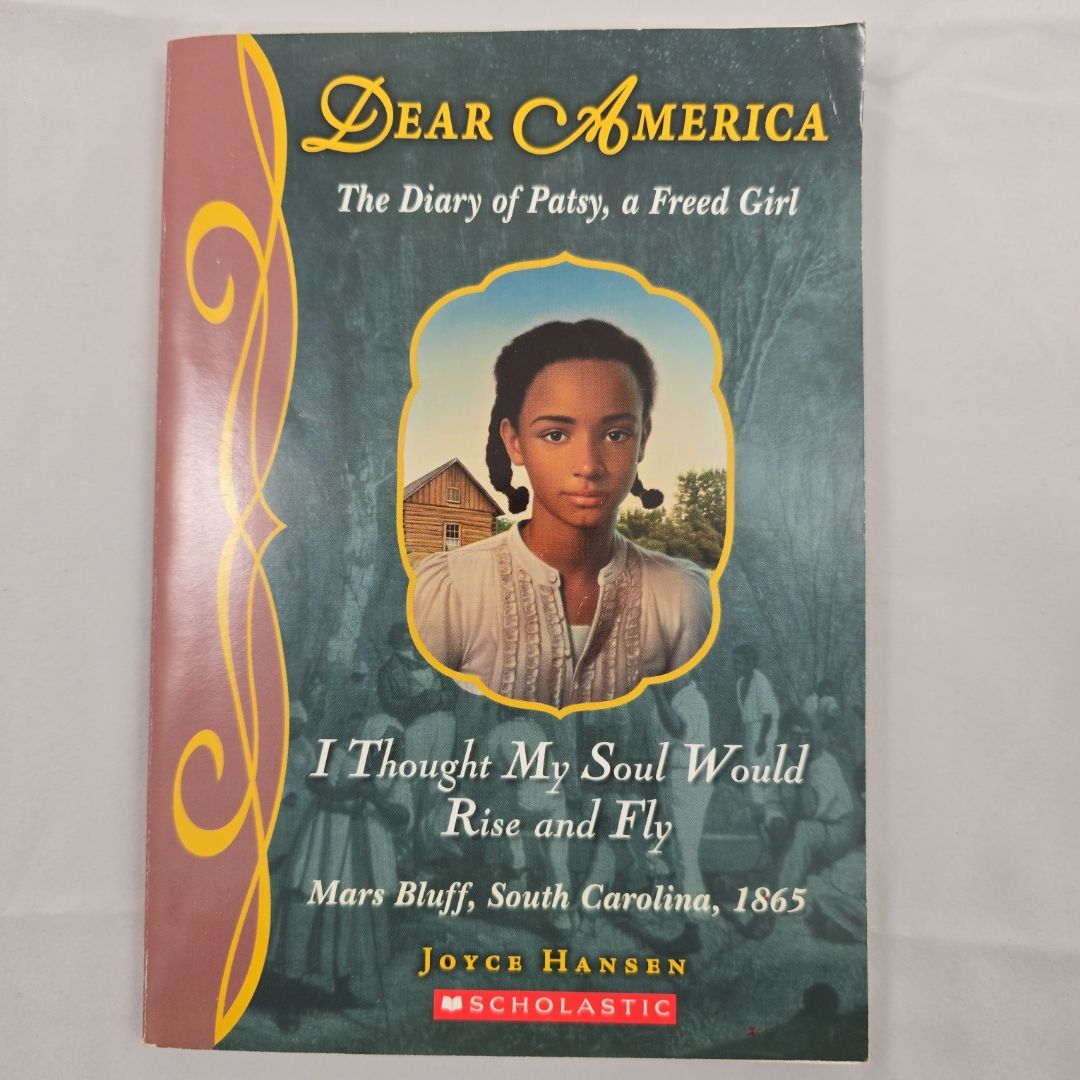 DEAR AMERICA
The Diary of Patsy, a Freed Girl
I Thought My Soul Would
Rise and Fly
Mars Bluff, South Carolina, 1865
JOYCE HANSEN
SCHOLASTIC